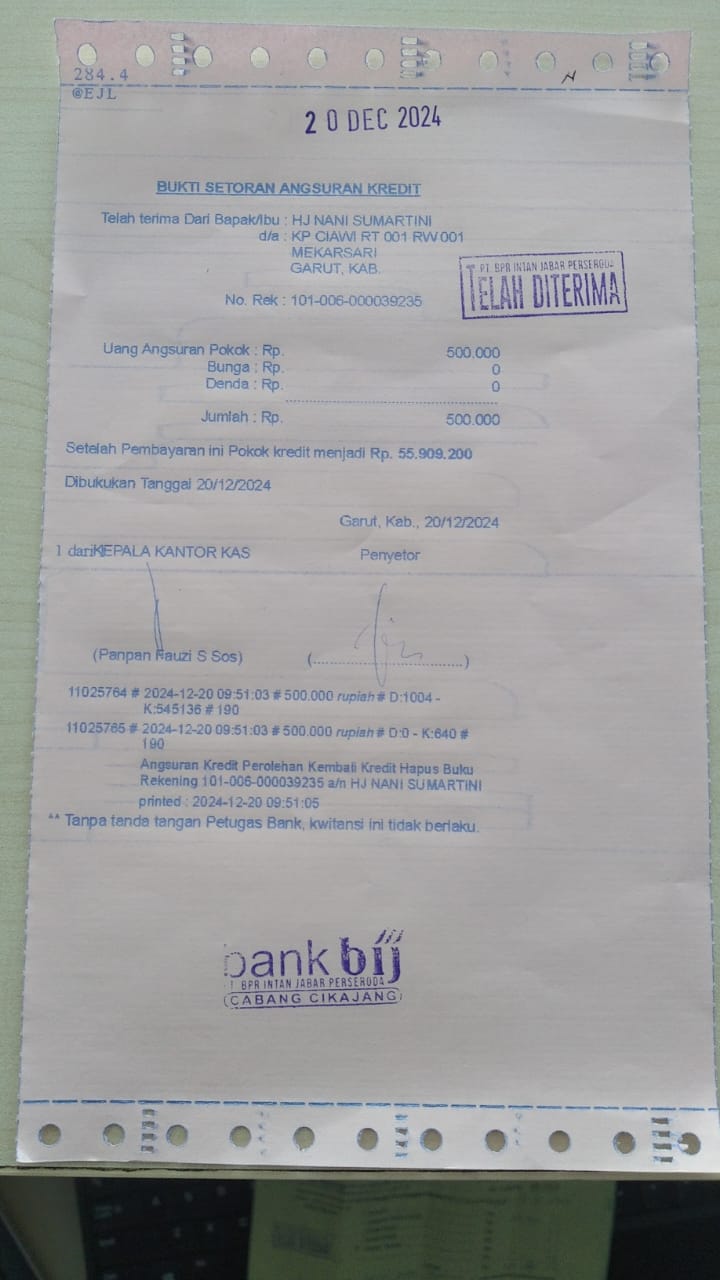 284.4
@EJL
20 DEC 2024
BUKTI SETORAN ANGSURAN KREDIT
Telah terima Dari Bapak/Ibu : HJ NANI SUMARTINI
d/a : KP CIAWI RT 001 RW 001
MEKARSARI
GARUT, KAB.
PT. BPR INTAN JABAR PERSERODA
TELAH DITERIMA
No. Rek : 101-006-000039235
Uang Angsuran Pokok : Rp. 500.000
Bunga : Rp. 0
Denda : Rp. 0
Jumlah : Rp. 500.000
Setelah Pembayaran ini Pokok kredit menjadi Rp. 55.909.200
Dibukukan Tanggal 20/12/2024
Garut, Kab., 20/12/2024
1 dari KEPALA KANTOR KAS Penyetor
(Panpan Fauzi S Sos) (..............................)
11025764 # 2024-12-20 09:51:03 # 500.000 rupiah # D:1004 -
K:545136 # 190
11025765 # 2024-12-20 09:51:03 # 500.000 rupiah # D:0 - K:640 #
190
Angsuran Kredit Perolehan Kembali Kredit Hapus Buku
Rekening 101-006-000039235 a/n HJ NANI SUMARTINI
printed : 2024-12-20 09:51:05
** Tanpa tanda tangan Petugas Bank, kwitansi ini tidak berlaku.
bank bij
PT. BPR INTAN JABAR PERSERODA
(CABANG CIKAJANG)